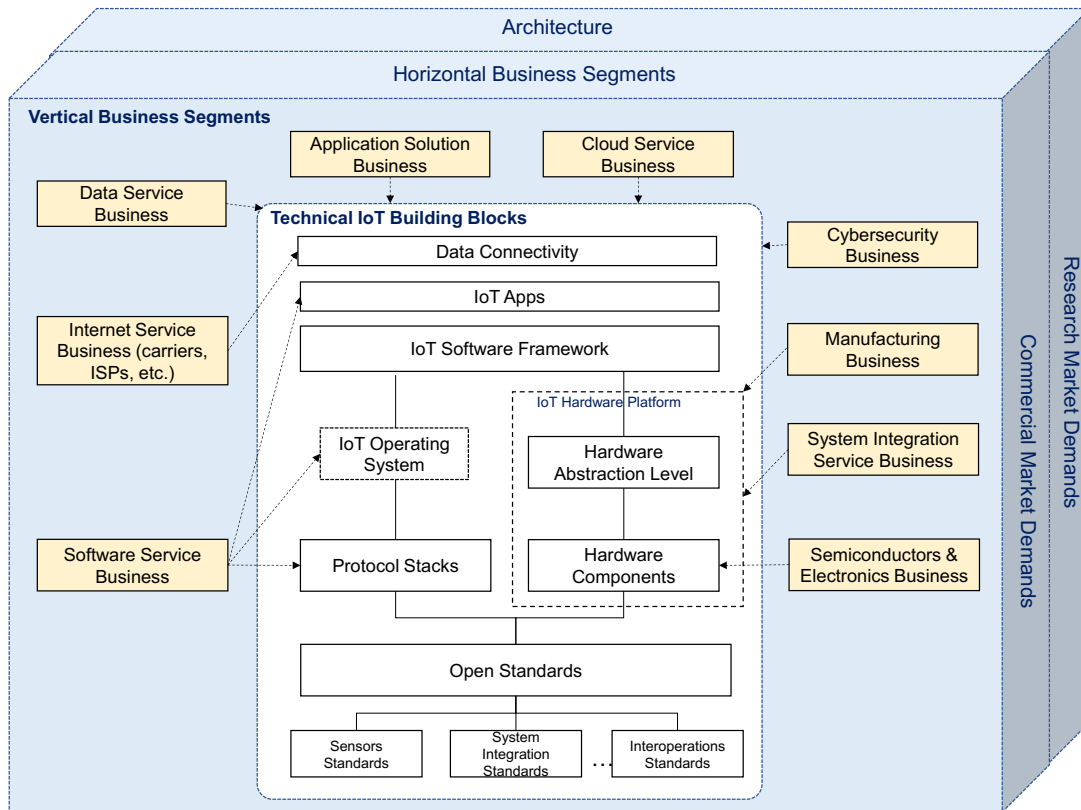 Architecture
Horizontal Business Segments
Vertical Business Segments
Application Solution
Business
Cloud Service
Business
Data Service
Business
Technical IoT Building Blocks
Data Connectivity
Cybersecurity
Business
IoT Apps
Internet Service
Business (carriers,
ISPs, etc.)
IoT Software Framework
Manufacturing
Business
IoT Hardware Platform
IoT Operating
System
Hardware
Abstraction Level
System Integration
Service Business
Software Service
Business
Protocol Stacks
Hardware
Components
Semiconductors &
Electronics Business
Open Standards
Sensors
Standards
System
Integration
Standards
...
Interoperations
Standards
Commercial Market Demands
Research Market Demands